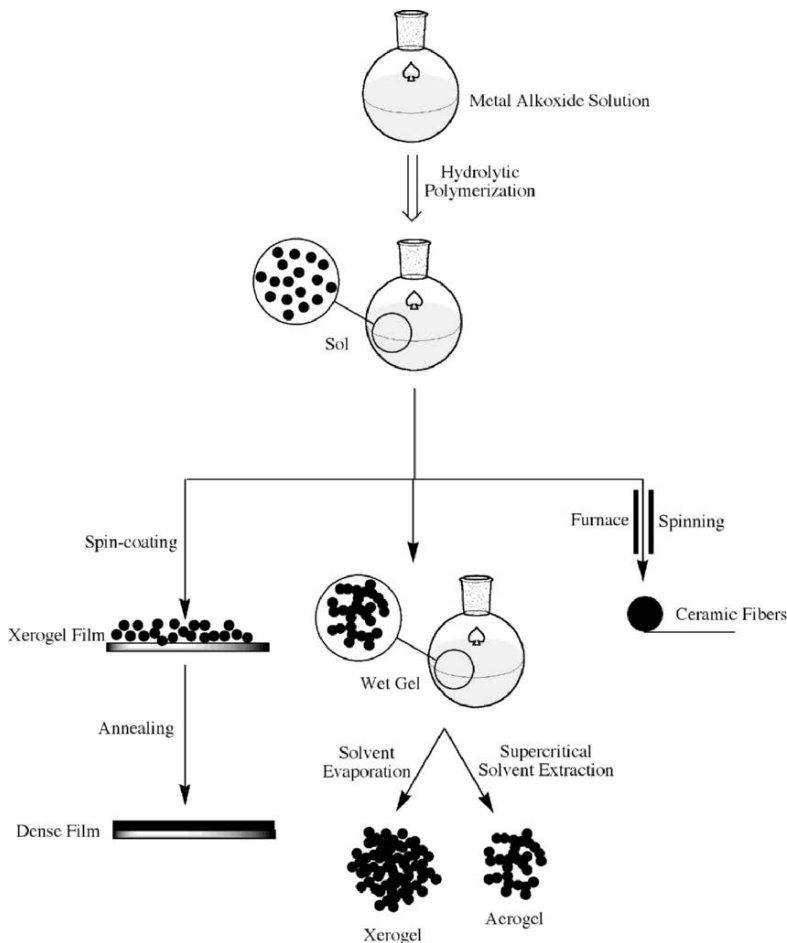 Metal Alkoxide Solution
Hydrolytic
Polymerization
Sol
Furnace
Spinning
Spin-coating
Xerogel Film
Ceramic Fibers
Wet Gel
Annealing
Solvent
Evaporation
Supercritical
Solvent Extraction
Dense Film
Xerogel
Aerogel